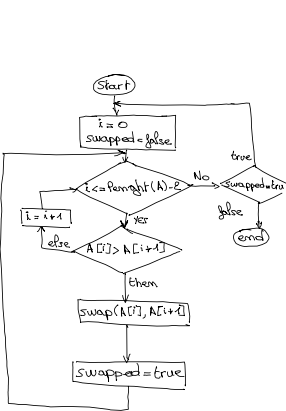 Start
i=0
swapped=false
i<=lenght(A)-2
No
true
swapped=tru
false
end
yes
i=i+1
else
A[i]>A[i+1]
then
swap(A[i],A[i+1]
swapped=true